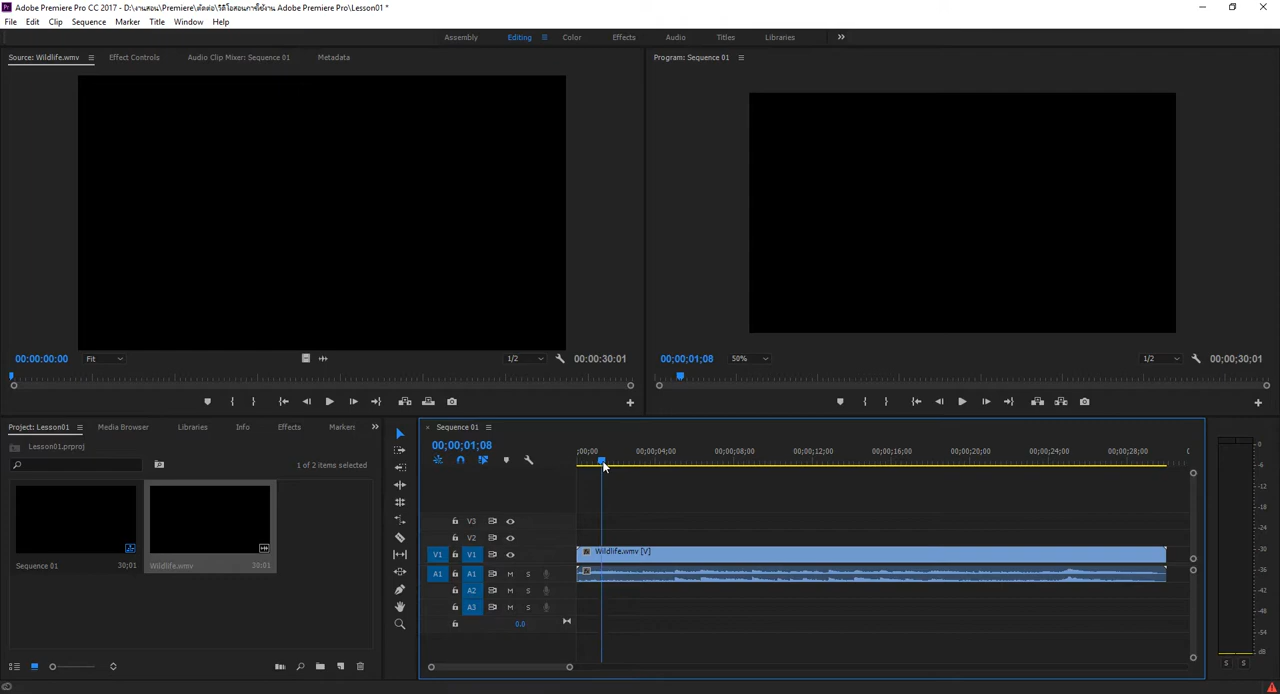 Adobe Premiere Pro CC 2017 - D:\งานสอน\Premiere\ตัดต่อ\วิดีโอสอนการใช้งาน Adobe Premiere Pro\Lesson01 *
File Edit Clip Sequence Marker Title Window Help
Assembly Editing Color Effects Audio Titles Libraries
Source: Wildlife.wmv Effect Controls Audio Clip Mixer: Sequence 01 Metadata
Program: Sequence 01
00:00:00:00 Fit 1/2 00:00:30:01
00;00;01;08 50% 1/2 00;00;30;01
Project: Lesson01 Media Browser Libraries Info Effects Markers
Lesson01.prproj
1 of 2 items selected
Sequence 01 30;01
Wildlife.wmv 30:01
Sequence 01
00;00;01;08
;00;00 00;00;04;00 00;00;08;00 00;00;12;00 00;00;16;00 00;00;20;00 00;00;24;00 00;00;28;00
V3
V2
V1 V1 Wildlife.wmv [V]
A1 A1 M S
A2 M S
A3 M S
0.0
0
-6
-12
-18
-24
-30
-36
-42
-48
-54
dB
S S